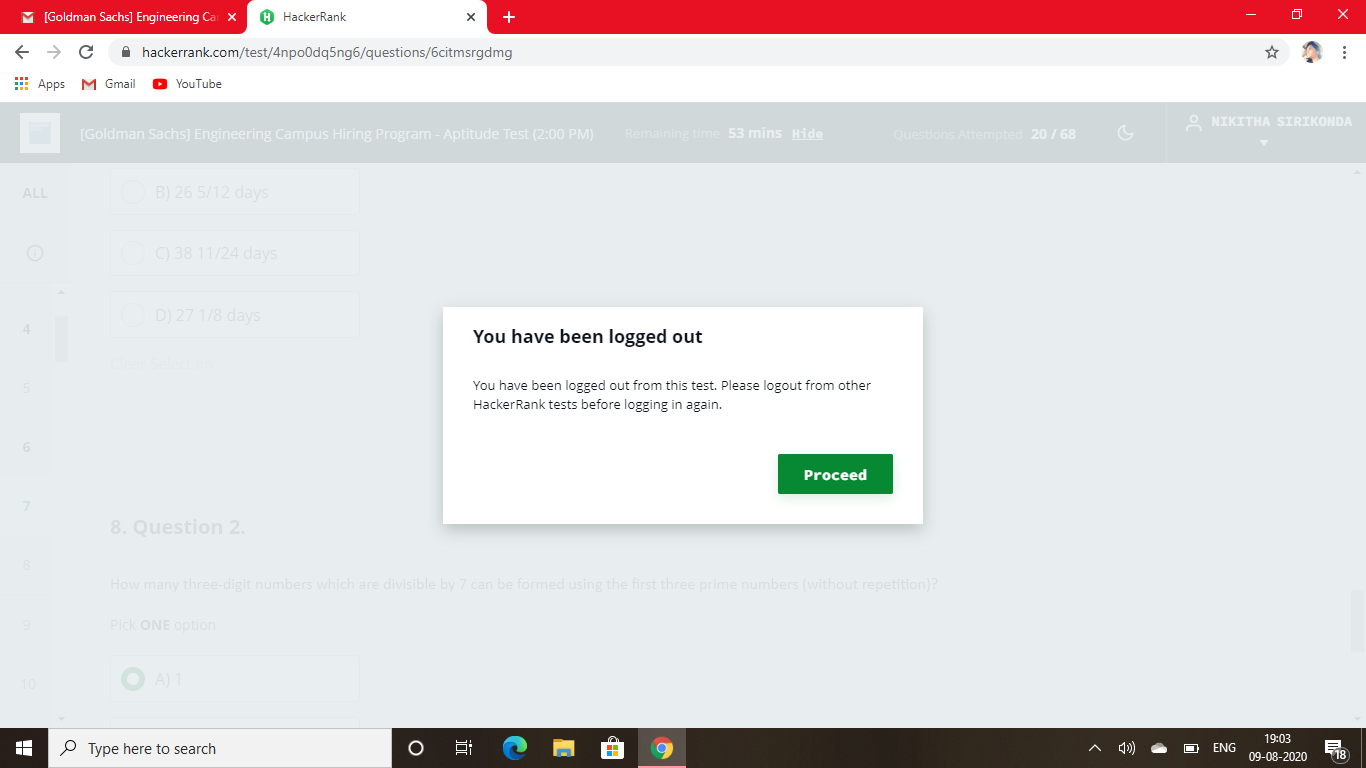 [Goldman Sachs] Engineering Ca
HackerRank
hackerrank.com/test/4npo0dq5ng6/questions/6citmsrgdmg
Apps
Gmail
YouTube
[Goldman Sachs] Engineering Campus Hiring Program - Aptitude Test (2:00 PM)
Remaining time 53 mins Hide
Questions Attempted 20 / 68
NIKITHA SIRIKONDA
ALL
B) 26 5/12 days
C) 38 11/24 days
D) 27 1/8 days
Clear Selection
4
5
6
7
8
9
10
You have been logged out
You have been logged out from this test. Please logout from other
HackerRank tests before logging in again.
Proceed
8. Question 2.
How many three-digit numbers which are divisible by 7 can be formed using the first three prime numbers (without repetition)?
Pick ONE option
A) 1
Type here to search
ENG
19:03
09-08-2020
18